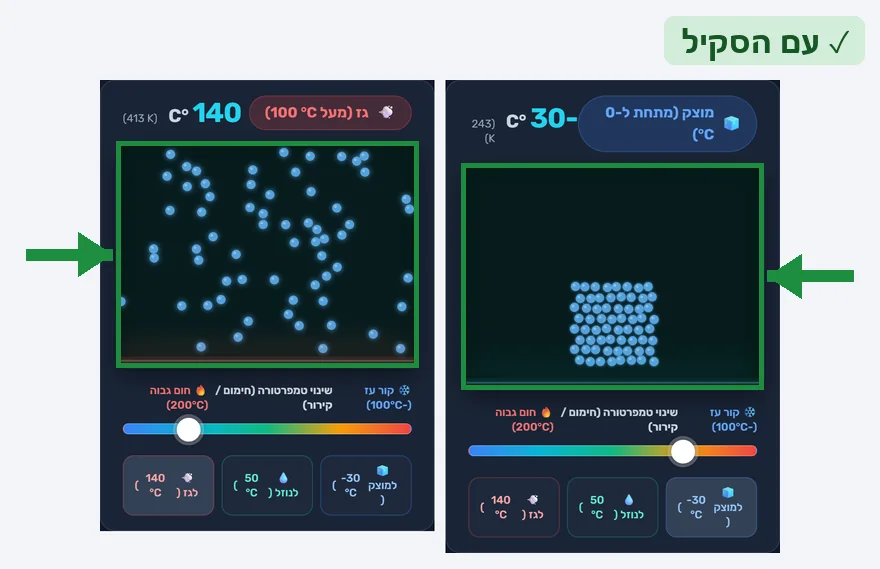 ✓ עם הסקיל
מוצק (מתחת ל-0
°C)
-30 °C
(243
K)
❄ קור עז
(-100°C)
שינוי טמפרטורה (חימום /
קירור)
🔥 חום גבוה
(200°C)
למוצק ( -30 °C )
לנוזל ( 50 °C )
לגז ( 140 °C )
גז (מעל 100 °C)
140 °C
(413 K)
❄ קור עז
(-100°C)
שינוי טמפרטורה (חימום /
קירור)
🔥 חום גבוה
(200°C)
למוצק ( -30 °C )
לנוזל ( 50 °C )
לגז ( 140 °C )